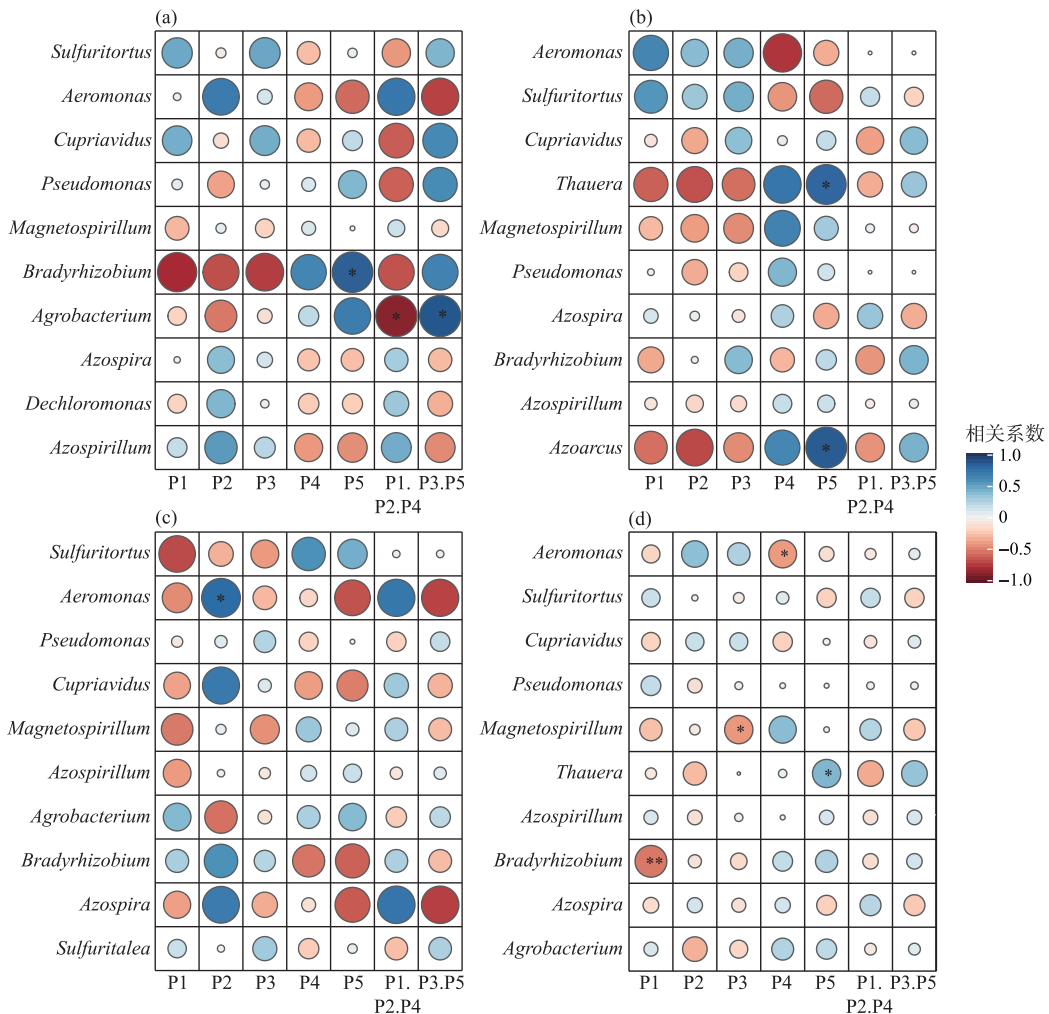 (a)
Sulfuritortus
Aeromonas
Cupriavidus
Pseudomonas
Magnetospirillum
Bradyrhizobium
*
Agrobacterium
* *
Azospira
Dechloromonas
Azospirillum
P1 P2 P3 P4 P5 P1. P3.P5
P2.P4
(b)
Aeromonas
Sulfuritortus
Cupriavidus
Thauera
*
Magnetospirillum
Pseudomonas
Azospira
Bradyrhizobium
Azospirillum
Azoarcus
*
P1 P2 P3 P4 P5 P1. P3.P5
P2.P4
(c)
Sulfuritortus
Aeromonas
*
Pseudomonas
Cupriavidus
Magnetospirillum
Azospirillum
Agrobacterium
Bradyrhizobium
Azospira
Sulfuritalea
P1 P2 P3 P4 P5 P1. P3.P5
P2.P4
(d)
Aeromonas
*
Sulfuritortus
Cupriavidus
Pseudomonas
Magnetospirillum
*
Thauera
*
Azospirillum
Bradyrhizobium
**
Azospira
Agrobacterium
P1 P2 P3 P4 P5 P1. P3.P5
P2.P4
相关系数
1.0
0.5
0
−0.5
−1.0